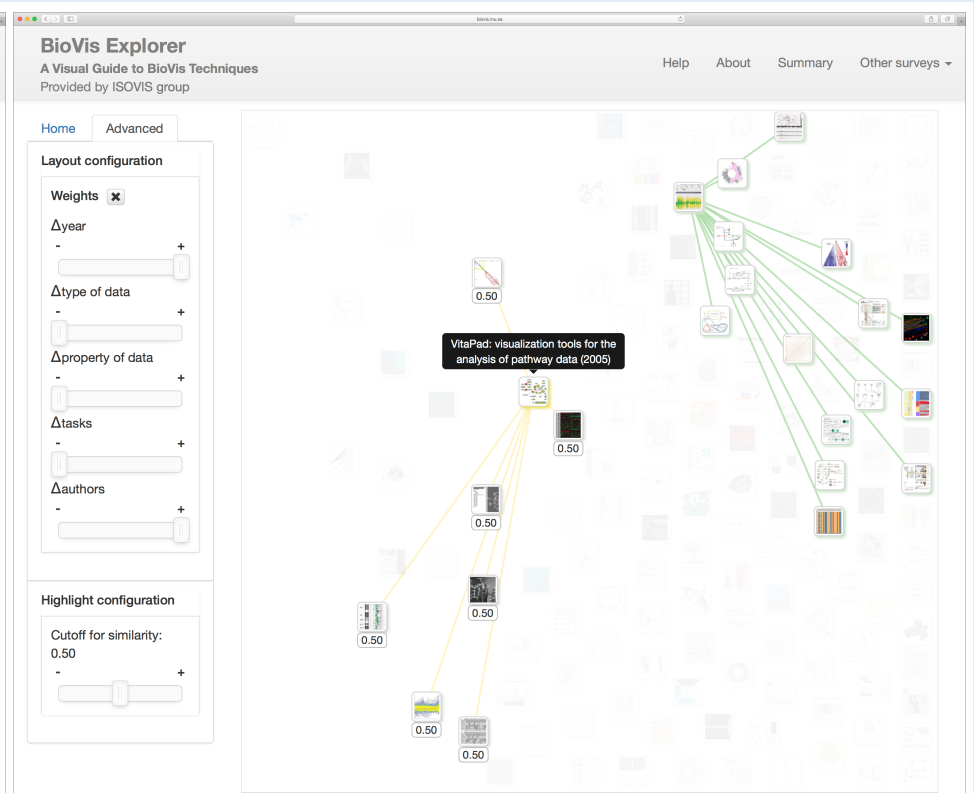 biovis.lnu.se
BioVis Explorer
A Visual Guide to BioVis Techniques
Provided by ISOVIS group
Help About Summary Other surveys
Home Advanced
Layout configuration
Weights
Δyear
- +
Δtype of data
- +
Δproperty of data
- +
Δtasks
- +
Δauthors
- +
Highlight configuration
Cutoff for similarity:
0.50
- +
0.50
VitaPad: visualization tools for the
analysis of pathway data (2005)
0.50
0.50
0.50
0.50
0.50
0.50